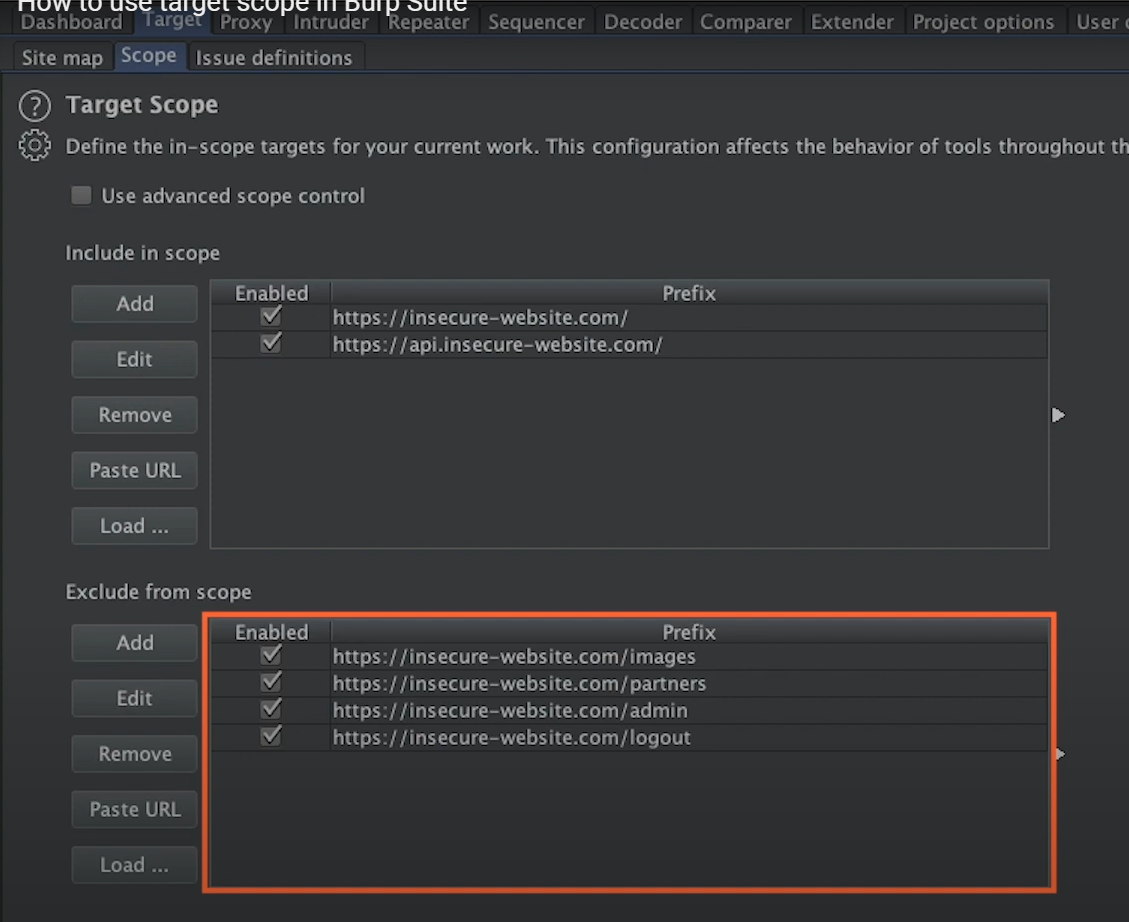 How to use target scope in Burp Suite
Dashboard Target Proxy Intruder Repeater Sequencer Decoder Comparer Extender Project options User
Site map Scope Issue definitions
? Target Scope
Define the in-scope targets for your current work. This configuration affects the behavior of tools throughout th
Use advanced scope control
Include in scope
Enabled Prefix
Add
https://insecure-website.com/
https://api.insecure-website.com/
Edit
Remove
Paste URL
Load ...
Exclude from scope
Enabled Prefix
Add
https://insecure-website.com/images
https://insecure-website.com/partners
Edit
https://insecure-website.com/admin
https://insecure-website.com/logout
Remove
Paste URL
Load ...